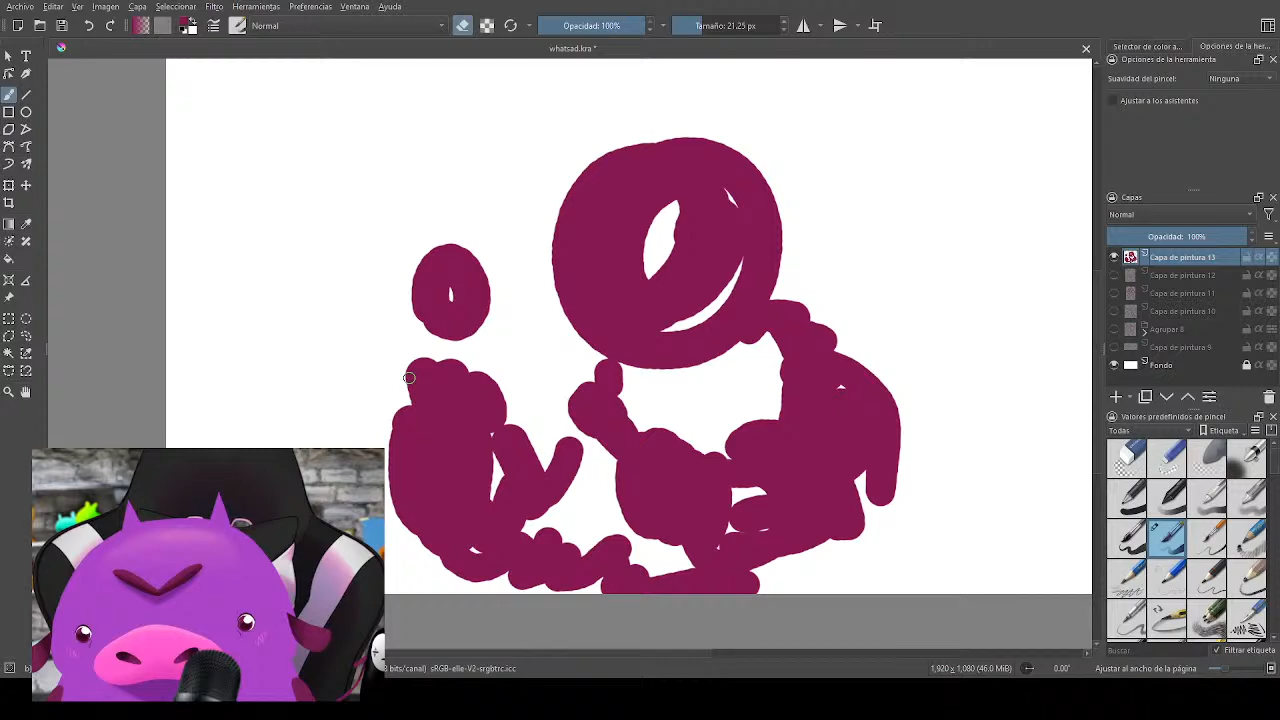 Archivo Editar Ver Imagen Capa Seleccionar Filtro Herramientas Preferencias Ventana Ayuda
Normal Opacidad: 100% Tamaño: 21.25 px
whatsad.kra *
Selector de color a... Opciones de la her...
Opciones de la herramienta
Suavidad del pincel: Ninguna
Ajustar a los asistentes
Capas
Normal
Opacidad: 100%
Capa de pintura 13
Capa de pintura 12
Capa de pintura 11
Capa de pintura 10
Agrupar 8
Capa de pintura 9
Fondo
Valores predefinidos de pincel
Todas Etiqueta
Buscar Filtrar etiqueta
bits/canal) sRGB-elle-V2-srgbtrc.icc 1,920 x 1,080 (46.0 MiB) 0.00° Ajustar al ancho de la página